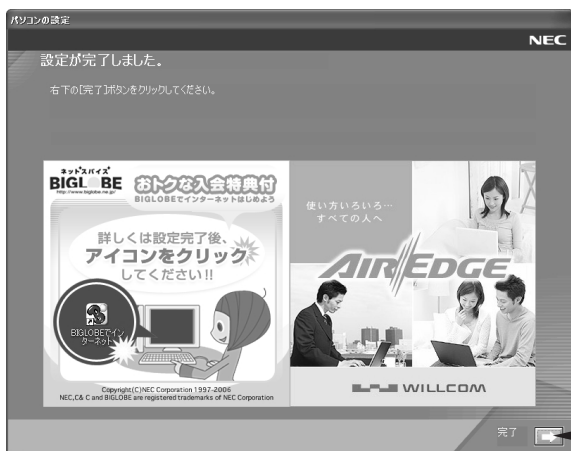 パソコンの設定
NEC
設定が完了しました。
右下の[完了]ボタンをクリックしてください。
ネットスパイス
BIGLOBE
http://www.biglobe.ne.jp/
おトクな入会特典付
BIGLOBEでインターネットはじめよう
詳しくは設定完了後、
アイコンをクリック
してください!!
BIGLOBEでイン
ターネット
Copyright(C)NEC Corporation 1997-2006
NEC,C& C and BIGLOBE are registered trademarks of NEC Corporation
使い方いろいろ…
すべての人へ
AIR EDGE
WILLCOM
完了